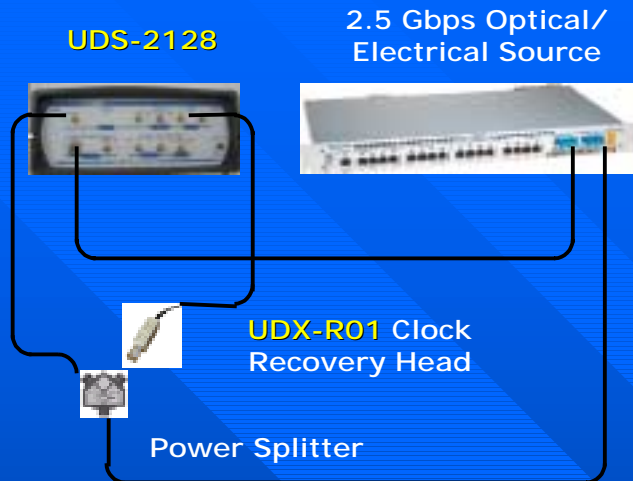 UDS-2128
2.5 Gbps Optical/
Electrical Source
UDX-R01 Clock
Recovery Head
Power Splitter